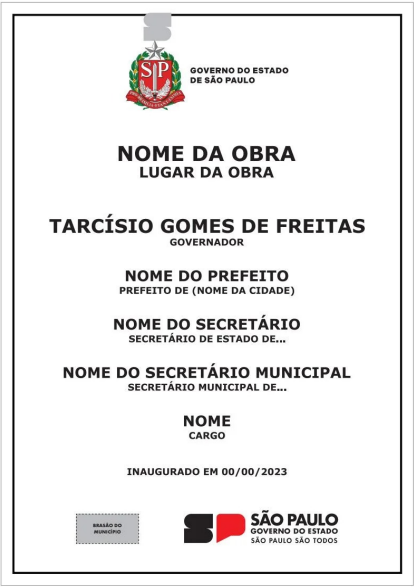 SP
GOVERNO DO ESTADO
DE SÃO PAULO
NOME DA OBRA
LUGAR DA OBRA
TARCÍSIO GOMES DE FREITAS
GOVERNADOR
NOME DO PREFEITO
PREFEITO DE (NOME DA CIDADE)
NOME DO SECRETÁRIO
SECRETÁRIO DE ESTADO DE...
NOME DO SECRETÁRIO MUNICIPAL
SECRETÁRIO MUNICIPAL DE...
NOME
CARGO
INAUGURADO EM 00/00/2023
BRASÃO DO
MUNICÍPIO
SP
SÃO PAULO
GOVERNO DO ESTADO
SÃO PAULO SÃO TODOS